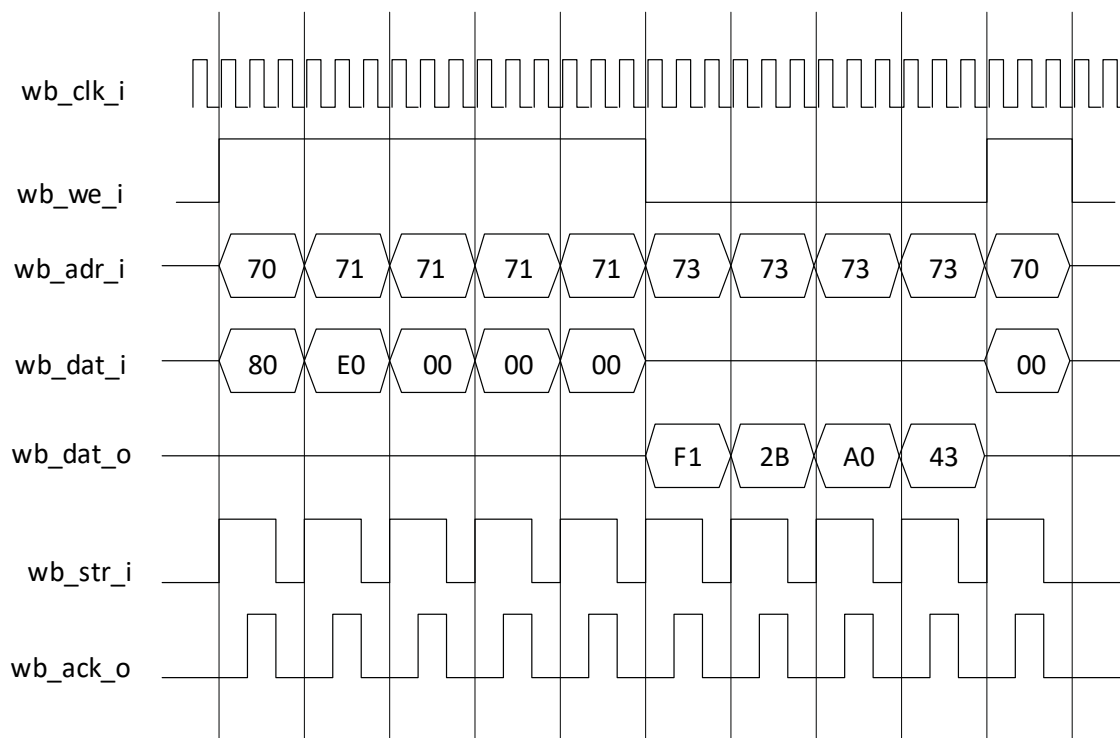 wb_clk_i
wb_we_i
wb_adr_i 70 71 71 71 71 73 73 73 73 70
wb_dat_i 80 E0 00 00 00 00
wb_dat_o F1 2B A0 43
wb_str_i
wb_ack_o